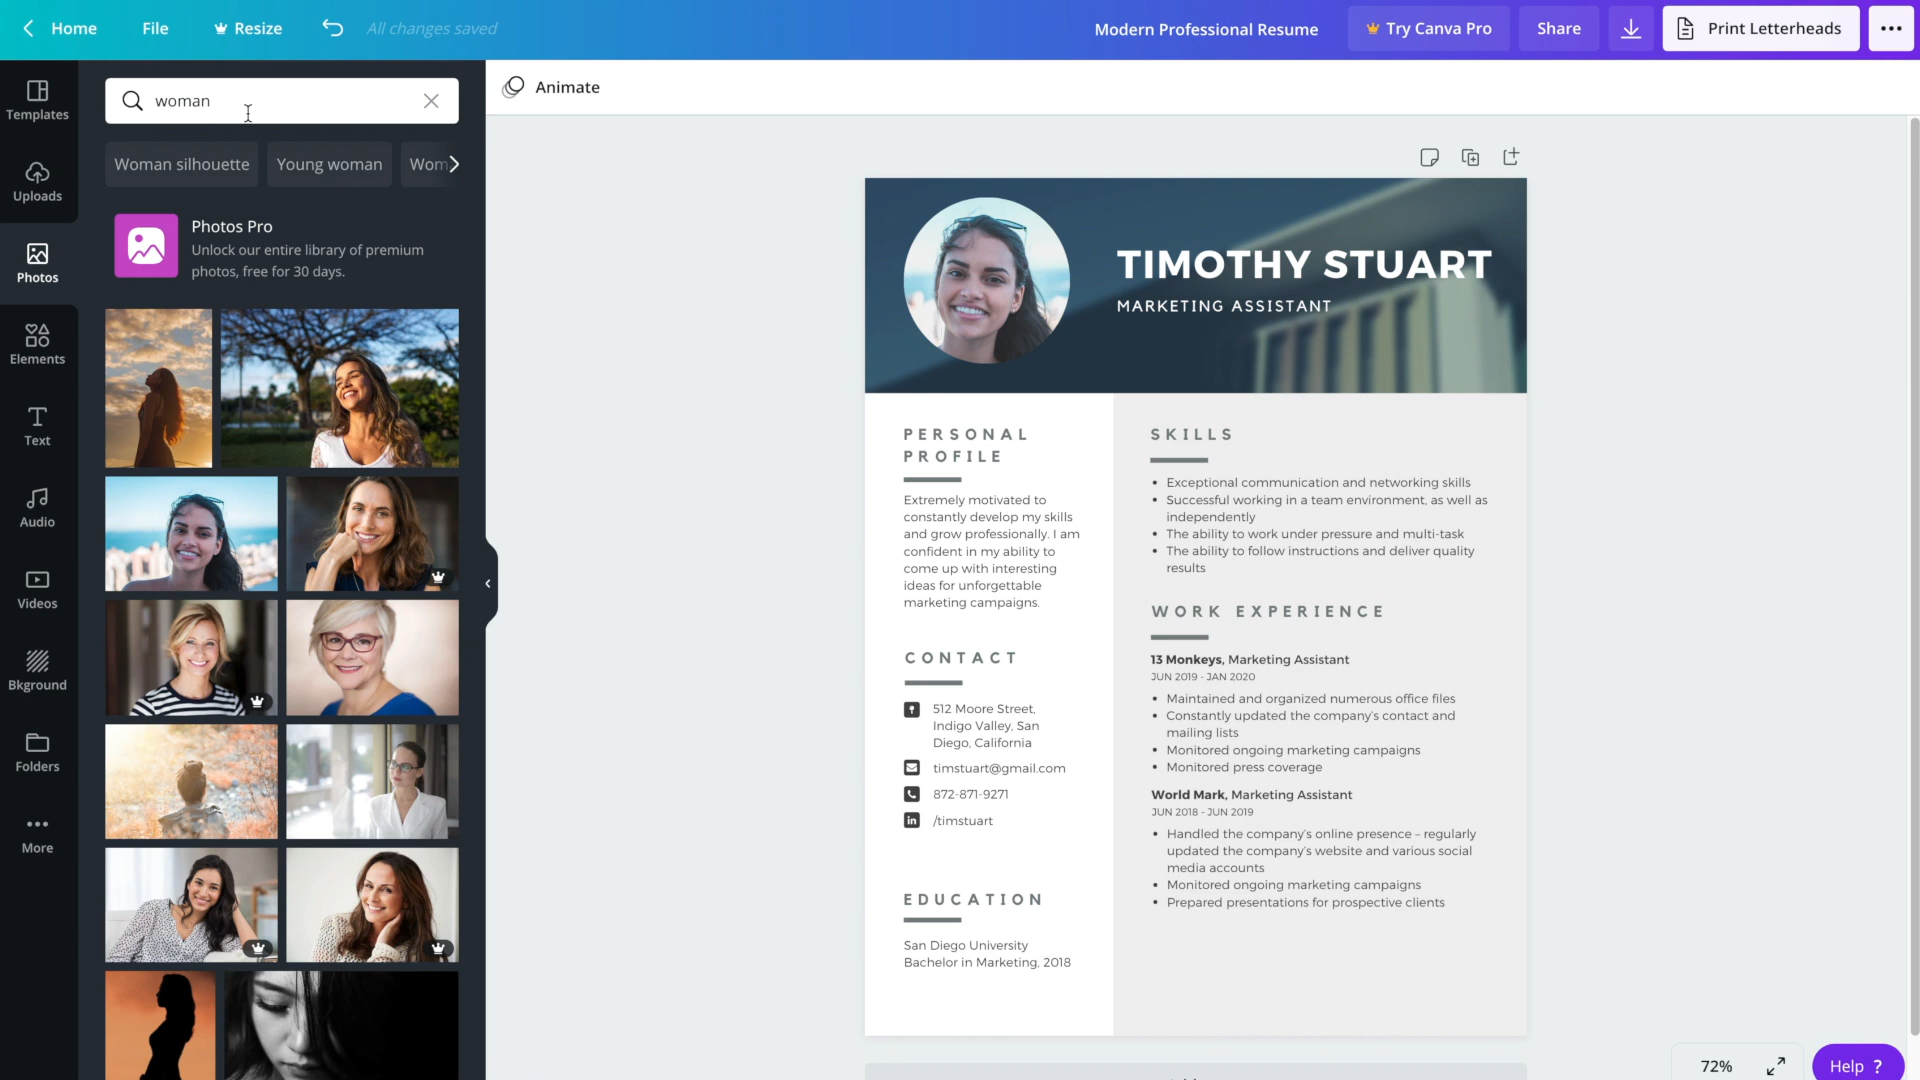 Home
File
Resize
All changes saved
Modern Professional Resume
Try Canva Pro
Share
Print Letterheads
Templates
Uploads
Photos
Elements
Text
Audio
Videos
Bkground
Folders
More
woman
Woman silhouette
Young woman
Wom
Photos Pro
Unlock our entire library of premium
photos, free for 30 days.
Animate
TIMOTHY STUART
MARKETING ASSISTANT
PERSONAL
PROFILE
Extremely motivated to
constantly develop my skills
and grow professionally. I am
confident in my ability to
come up with interesting
ideas for unforgettable
marketing campaigns.
CONTACT
512 Moore Street,
Indigo Valley, San
Diego, California
timstuart@gmail.com
872-871-9271
/timstuart
EDUCATION
San Diego University
Bachelor in Marketing, 2018
SKILLS
• Exceptional communication and networking skills
• Successful working in a team environment, as well as
independently
• The ability to work under pressure and multi-task
• The ability to follow instructions and deliver quality
results
WORK EXPERIENCE
13 Monkeys, Marketing Assistant
JUN 2019 - JAN 2020
• Maintained and organized numerous office files
• Constantly updated the company's contact and
mailing lists
• Monitored ongoing marketing campaigns
• Monitored press coverage
World Mark, Marketing Assistant
JUN 2018 - JUN 2019
• Handled the company's online presence – regularly
updated the company's website and various social
media accounts
• Monitored ongoing marketing campaigns
• Prepared presentations for prospective clients
72%
Help ?